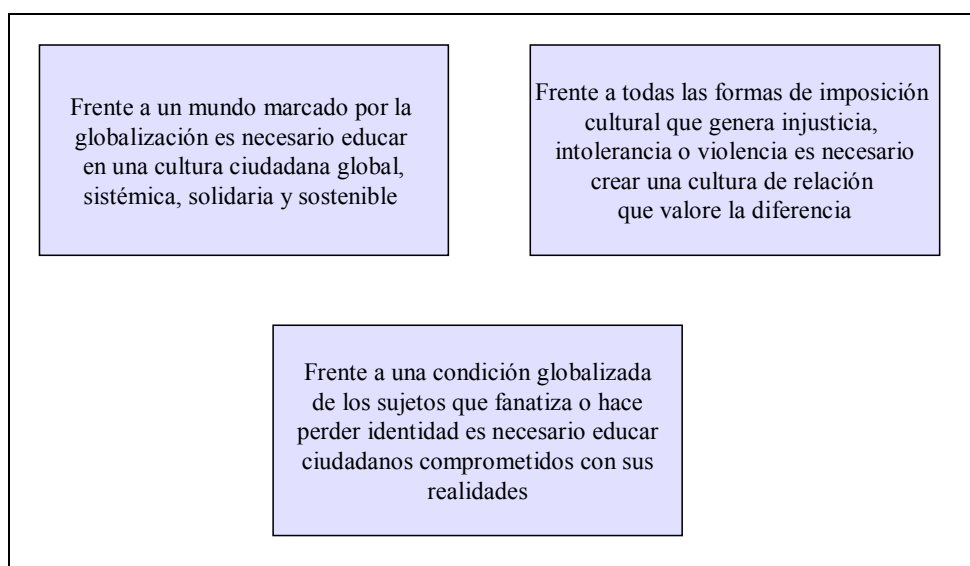 Frente a un mundo marcado por la
globalización es necesario educar
en una cultura ciudadana global,
sistémica, solidaria y sostenible
Frente a todas las formas de imposición
cultural que genera injusticia,
intolerancia o violencia es necesario
crear una cultura de relación
que valore la diferencia
Frente a una condición globalizada
de los sujetos que fanatiza o hace
perder identidad es necesario educar
ciudadanos comprometidos con sus
realidades